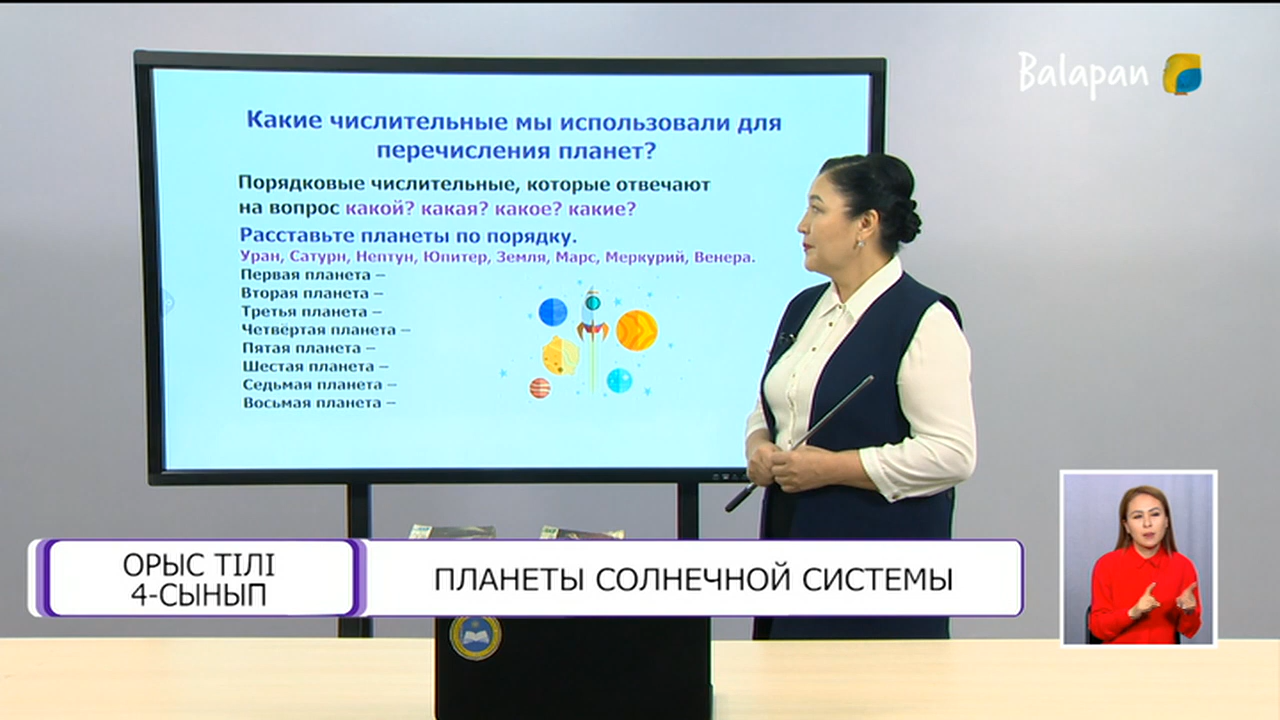 Balapan
Какие числительные мы использовали для
перечисления планет?
Порядковые числительные, которые отвечают
на вопрос какой? какая? какое? какие?
Расставьте планеты по порядку.
Уран, Сатурн, Нептун, Юпитер, Земля, Марс, Меркурий, Венера.
Первая планета –
Вторая планета –
Третья планета –
Четвёртая планета –
Пятая планета –
Шестая планета –
Седьмая планета –
Восьмая планета –
ОРЫС ТІЛІ
4-СЫНЫП
ПЛАНЕТЫ СОЛНЕЧНОЙ СИСТЕМЫ